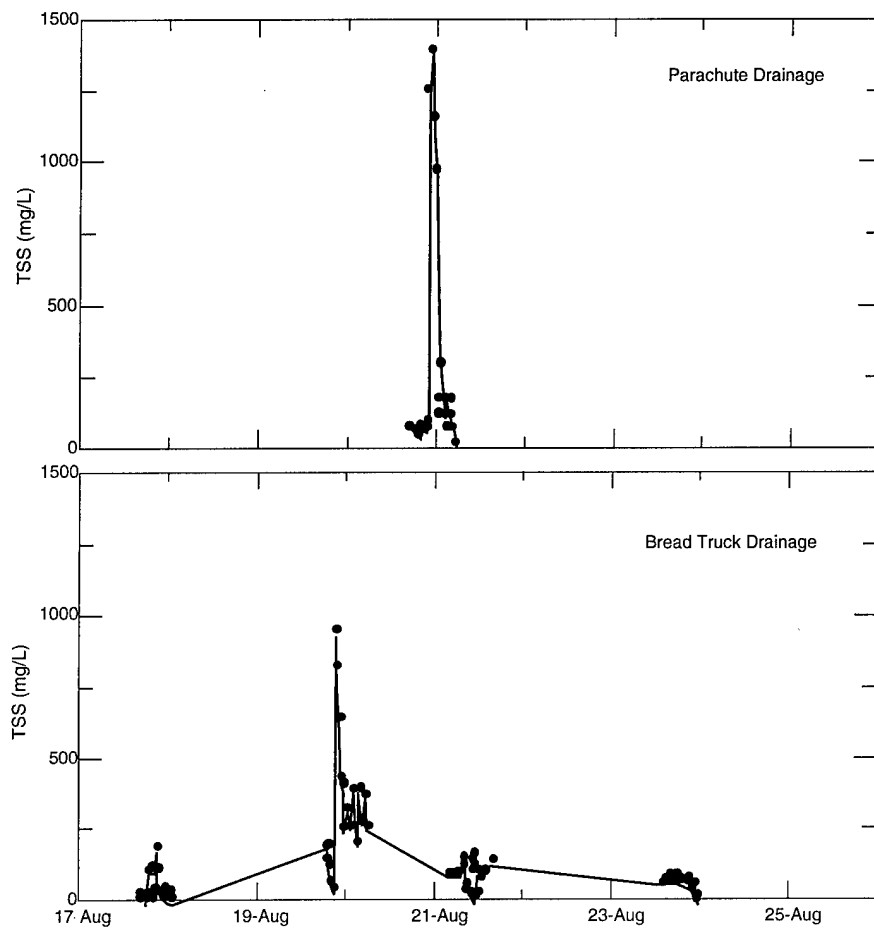 1500
Parachute Drainage
1000
TSS (mg/L)
500
0
1500
Bread Truck Drainage
1000
TSS (mg/L)
500
0
17-Aug 19-Aug 21-Aug 23-Aug 25-Aug